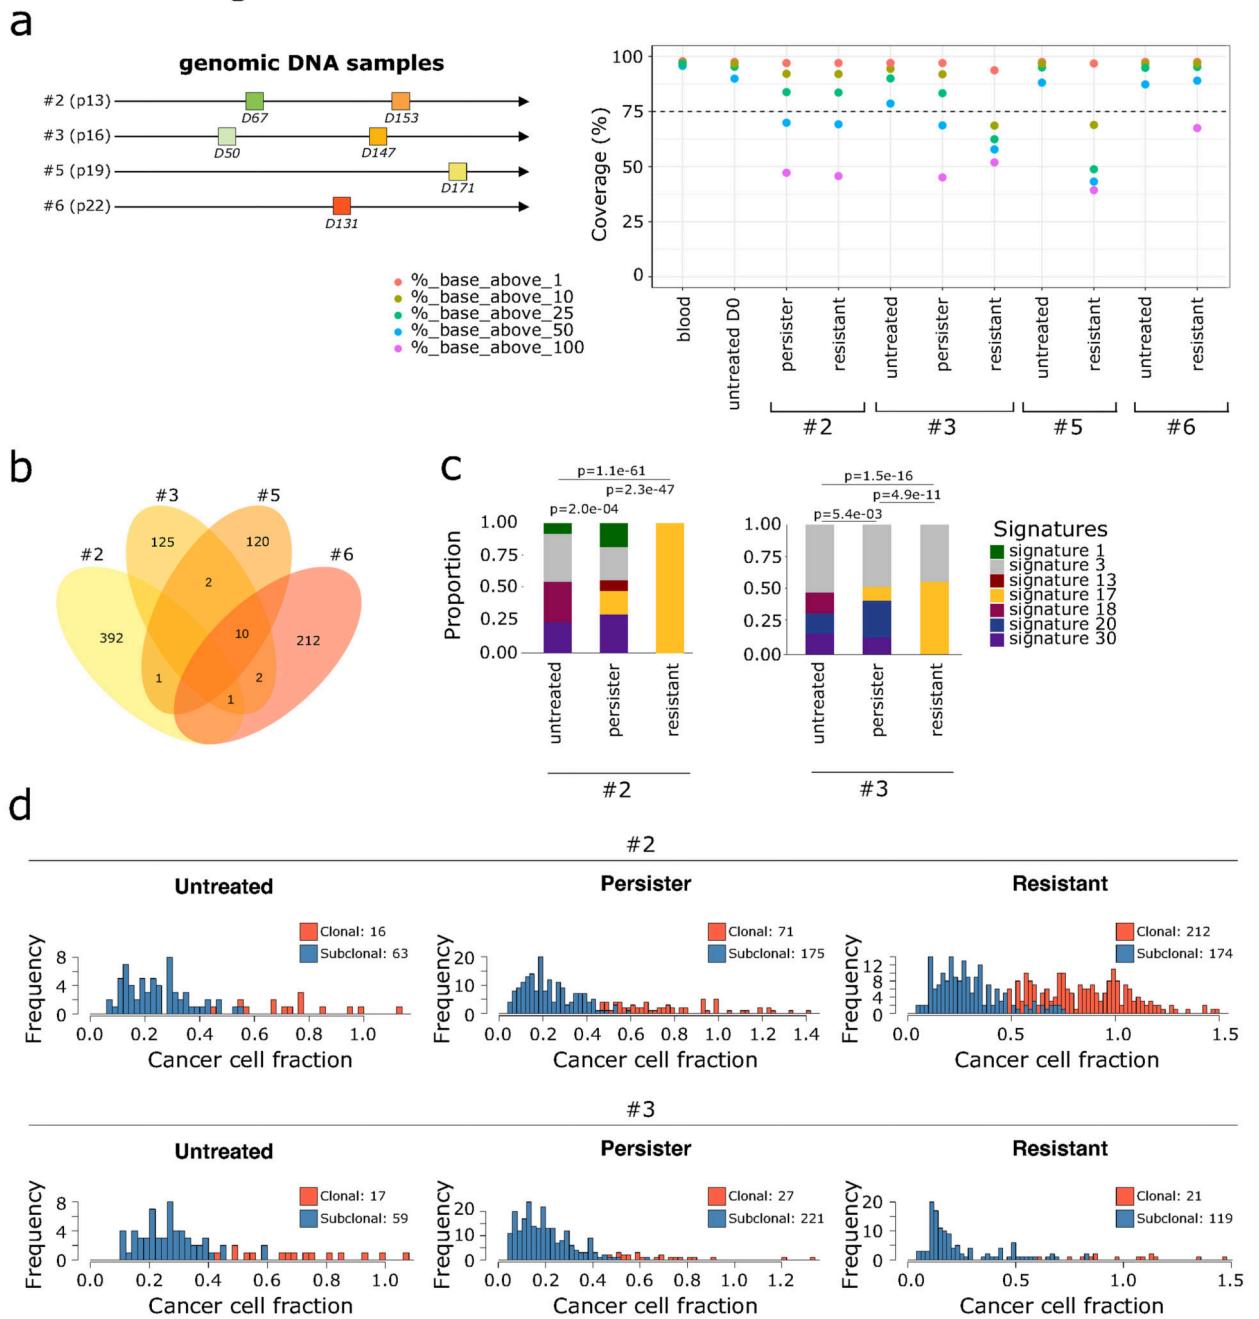 a
genomic DNA samples
#2 (p13)
D67
D153
#3 (p16)
D50
D147
#5 (p19)
D171
#6 (p22)
D131
%_base_above_1
%_base_above_10
%_base_above_25
%_base_above_50
%_base_above_100
Coverage (%)
100
75
50
25
0
blood
untreated D0
persister
resistant
untreated
persister
resistant
untreated
resistant
untreated
resistant
#2
#3
#5
#6
b
#2
#3
#5
#6
125
120
2
392
10
212
1
2
1
c
p=1.1e-61
p=2.3e-47
p=2.0e-04
Proportion
1.00
0.75
0.50
0.25
0.00
untreated
persister
resistant
#2
p=1.5e-16
p=4.9e-11
p=5.4e-03
1.00
0.75
0.50
0.25
0.00
untreated
persister
resistant
#3
Signatures
signature 1
signature 3
signature 13
signature 17
signature 18
signature 20
signature 30
d
#2
Untreated
Clonal: 16
Subclonal: 63
Frequency
8
4
0
0.0 0.2 0.4 0.6 0.8 1.0
Cancer cell fraction
Persister
Clonal: 71
Subclonal: 175
Frequency
20
10
0
0.0 0.2 0.4 0.6 0.8 1.0 1.2 1.4
Cancer cell fraction
Resistant
Clonal: 212
Subclonal: 174
Frequency
12
8
4
0
0.0 0.5 1.0 1.5
Cancer cell fraction
#3
Untreated
Clonal: 17
Subclonal: 59
Frequency
8
4
0
0.0 0.2 0.4 0.6 0.8 1.0
Cancer cell fraction
Persister
Clonal: 27
Subclonal: 221
Frequency
20
10
0
0.0 0.2 0.4 0.6 0.8 1.0 1.2
Cancer cell fraction
Resistant
Clonal: 21
Subclonal: 119
Frequency
20
10
0
0.0 0.5 1.0 1.5
Cancer cell fraction